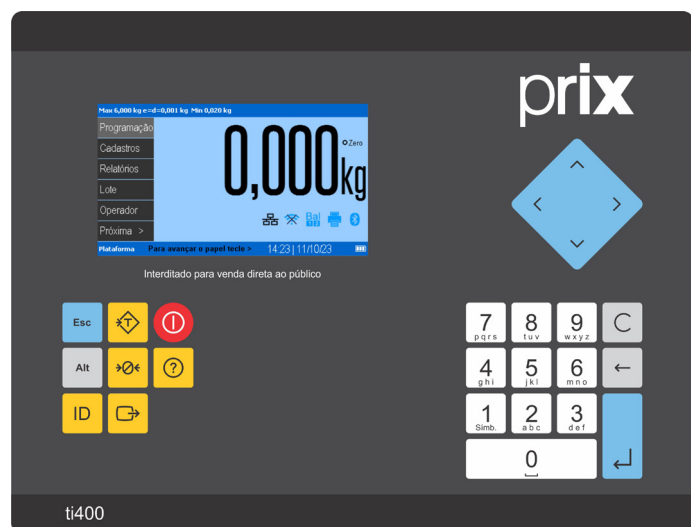 prix
Max 6,000 kg e=d=0,001 kg Min 0,020 kg
Programação
Cadastros
Relatórios
Lote
Operador
Próxima >
0,000 kg
Zero
Bal
Plataforma Para avançar o papel tecle > 14:23 | 11/10/23
Interditado para venda direta ao público
Esc
T
Alt
?
ID
7 8 9 C
pqrs tuv wxyz
4 5 6 ←
ghi jkl mno
1 2 3
Símb. abc def
0
ti400